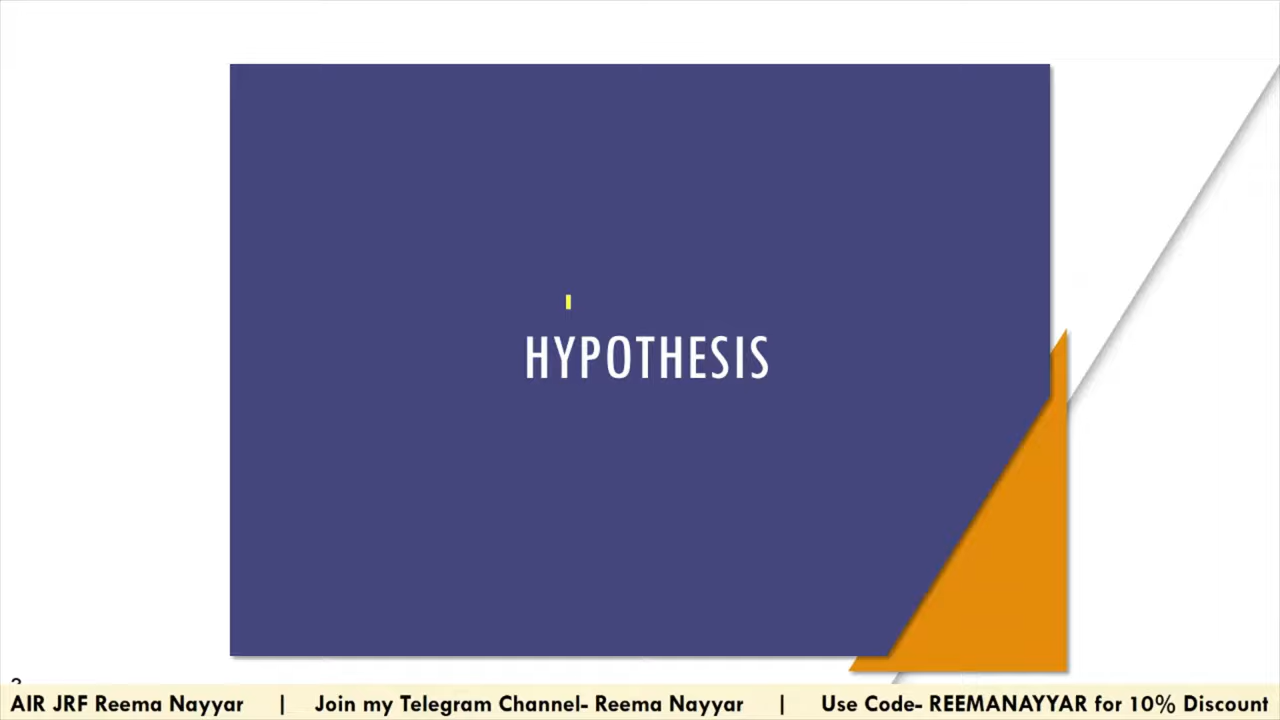 HYPOTHESIS
AIR JRF Reema Nayyar | Join my Telegram Channel- Reema Nayyar | Use Code- REEMANAYYAR for 10% Discount